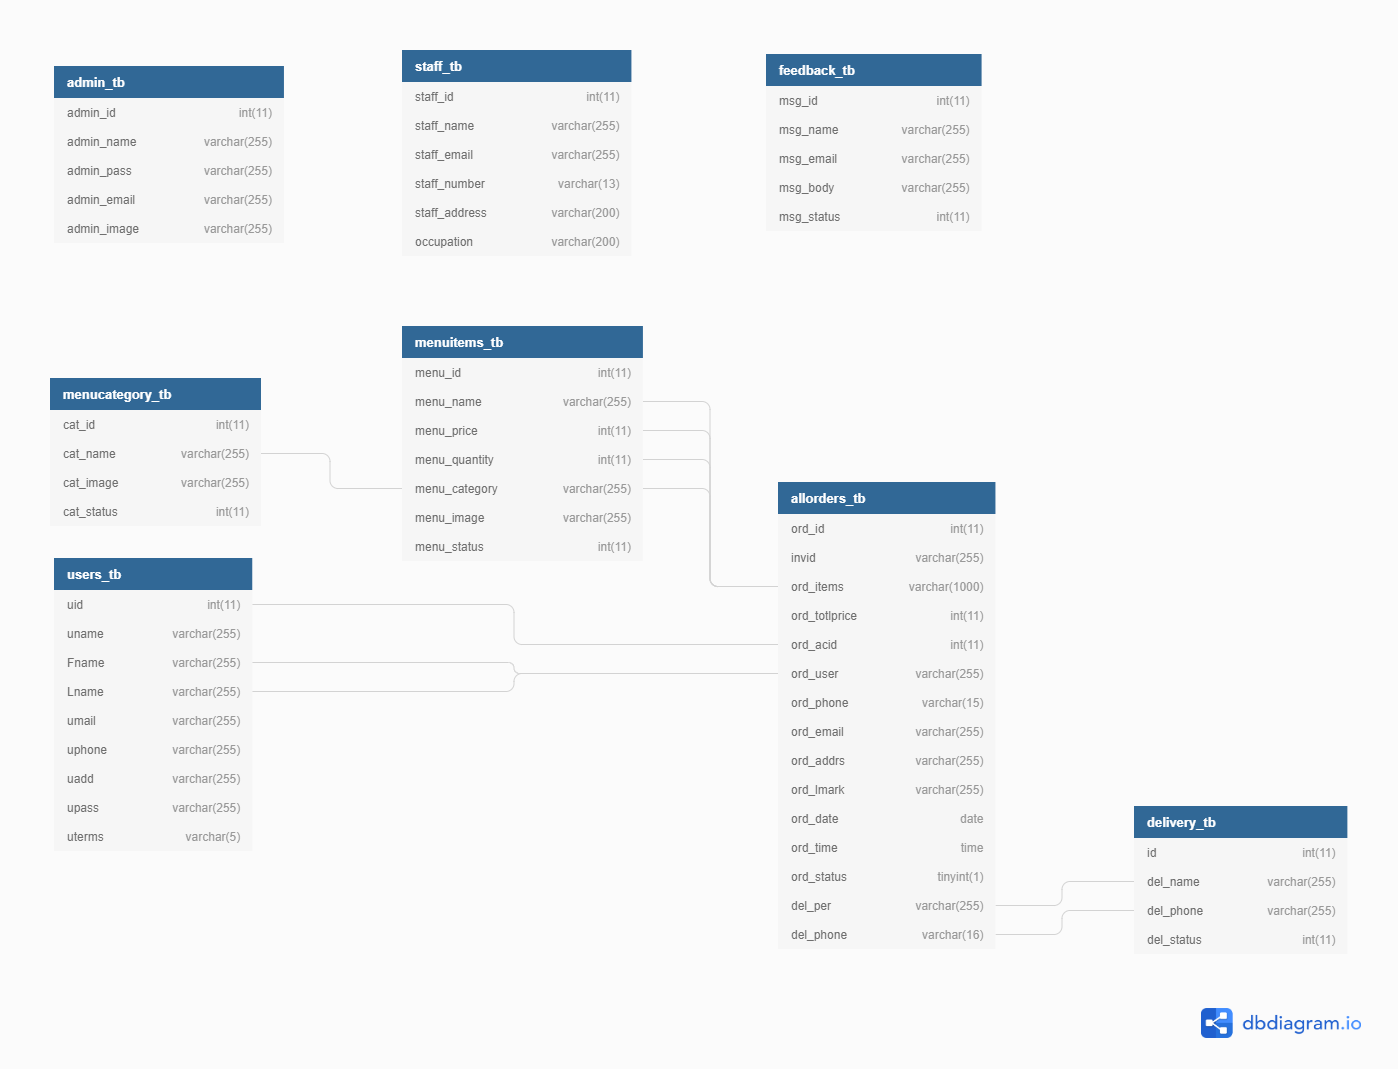 admin_tb
admin_id int(11)
admin_name varchar(255)
admin_pass varchar(255)
admin_email varchar(255)
admin_image varchar(255)
staff_tb
staff_id int(11)
staff_name varchar(255)
staff_email varchar(255)
staff_number varchar(13)
staff_address varchar(200)
occupation varchar(200)
feedback_tb
msg_id int(11)
msg_name varchar(255)
msg_email varchar(255)
msg_body varchar(255)
msg_status int(11)
menucategory_tb
cat_id int(11)
cat_name varchar(255)
cat_image varchar(255)
cat_status int(11)
menuitems_tb
menu_id int(11)
menu_name varchar(255)
menu_price int(11)
menu_quantity int(11)
menu_category varchar(255)
menu_image varchar(255)
menu_status int(11)
users_tb
uid int(11)
uname varchar(255)
Fname varchar(255)
Lname varchar(255)
umail varchar(255)
uphone varchar(255)
uadd varchar(255)
upass varchar(255)
uterms varchar(5)
allorders_tb
ord_id int(11)
invid varchar(255)
ord_items varchar(1000)
ord_totlprice int(11)
ord_acid int(11)
ord_user varchar(255)
ord_phone varchar(15)
ord_email varchar(255)
ord_addrs varchar(255)
ord_lmark varchar(255)
ord_date date
ord_time time
ord_status tinyint(1)
del_per varchar(255)
del_phone varchar(16)
delivery_tb
id int(11)
del_name varchar(255)
del_phone varchar(255)
del_status int(11)
dbdiagram.io